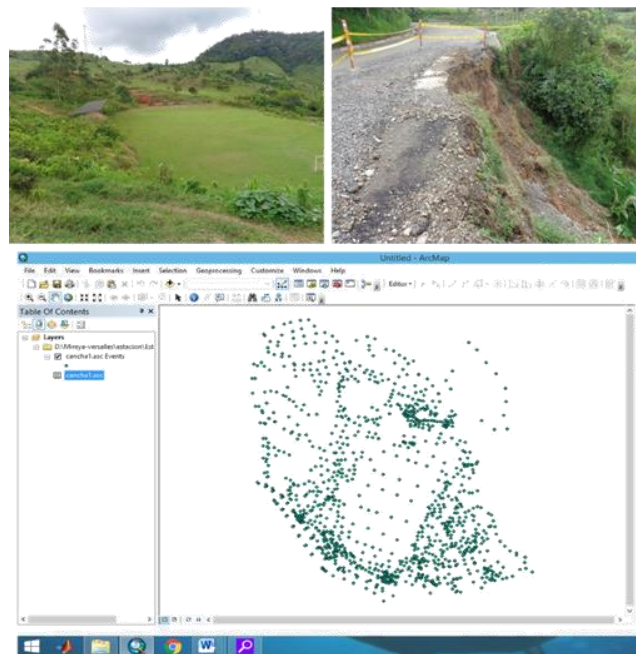 Untitled - ArcMap
File Edit View Bookmarks Insert Selection Geoprocessing Customize Windows Help
Editor
Table Of Contents
Layers
D:\Mireya-versalles\estacion\Est
cancha1.asc Events
cancha1.asc